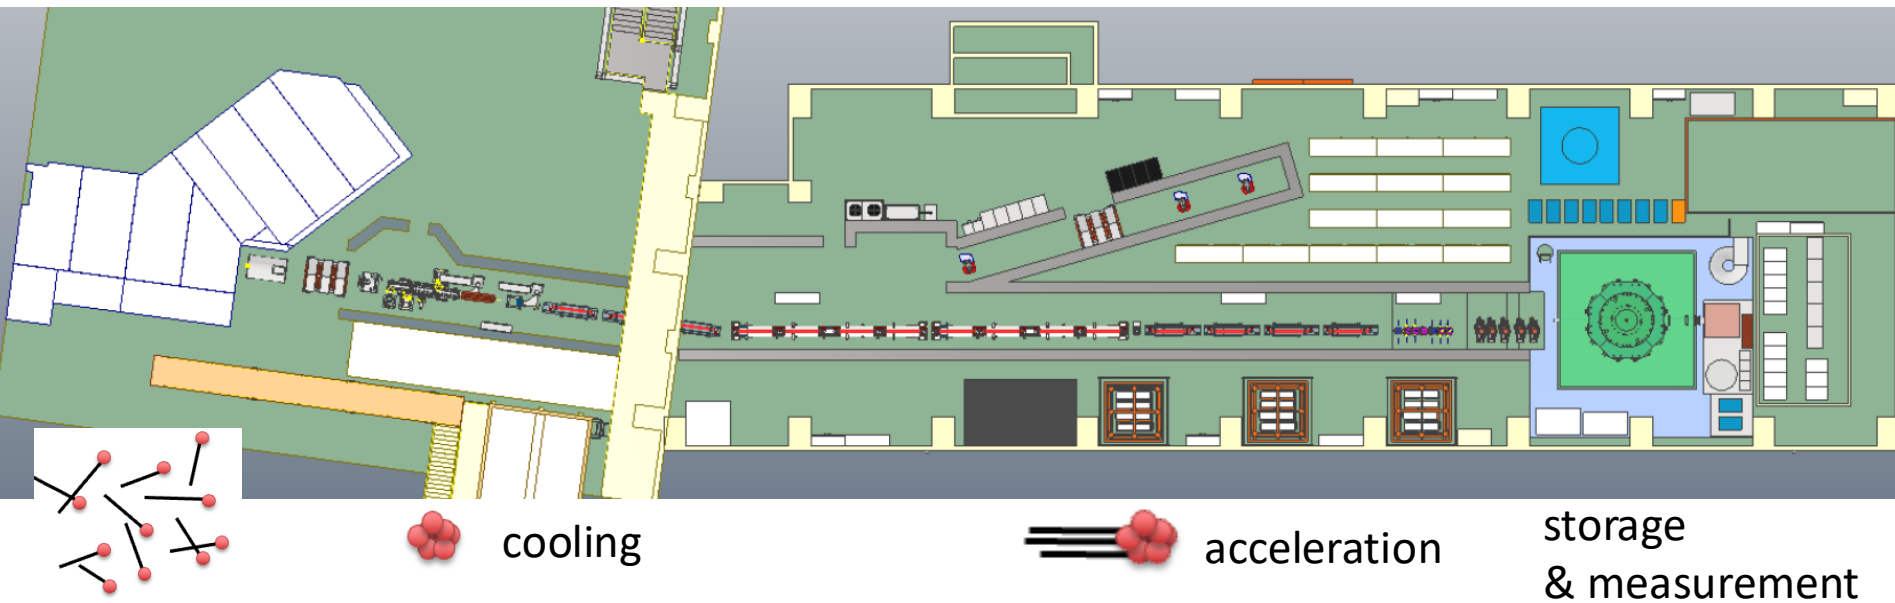 cooling
acceleration
storage
& measurement